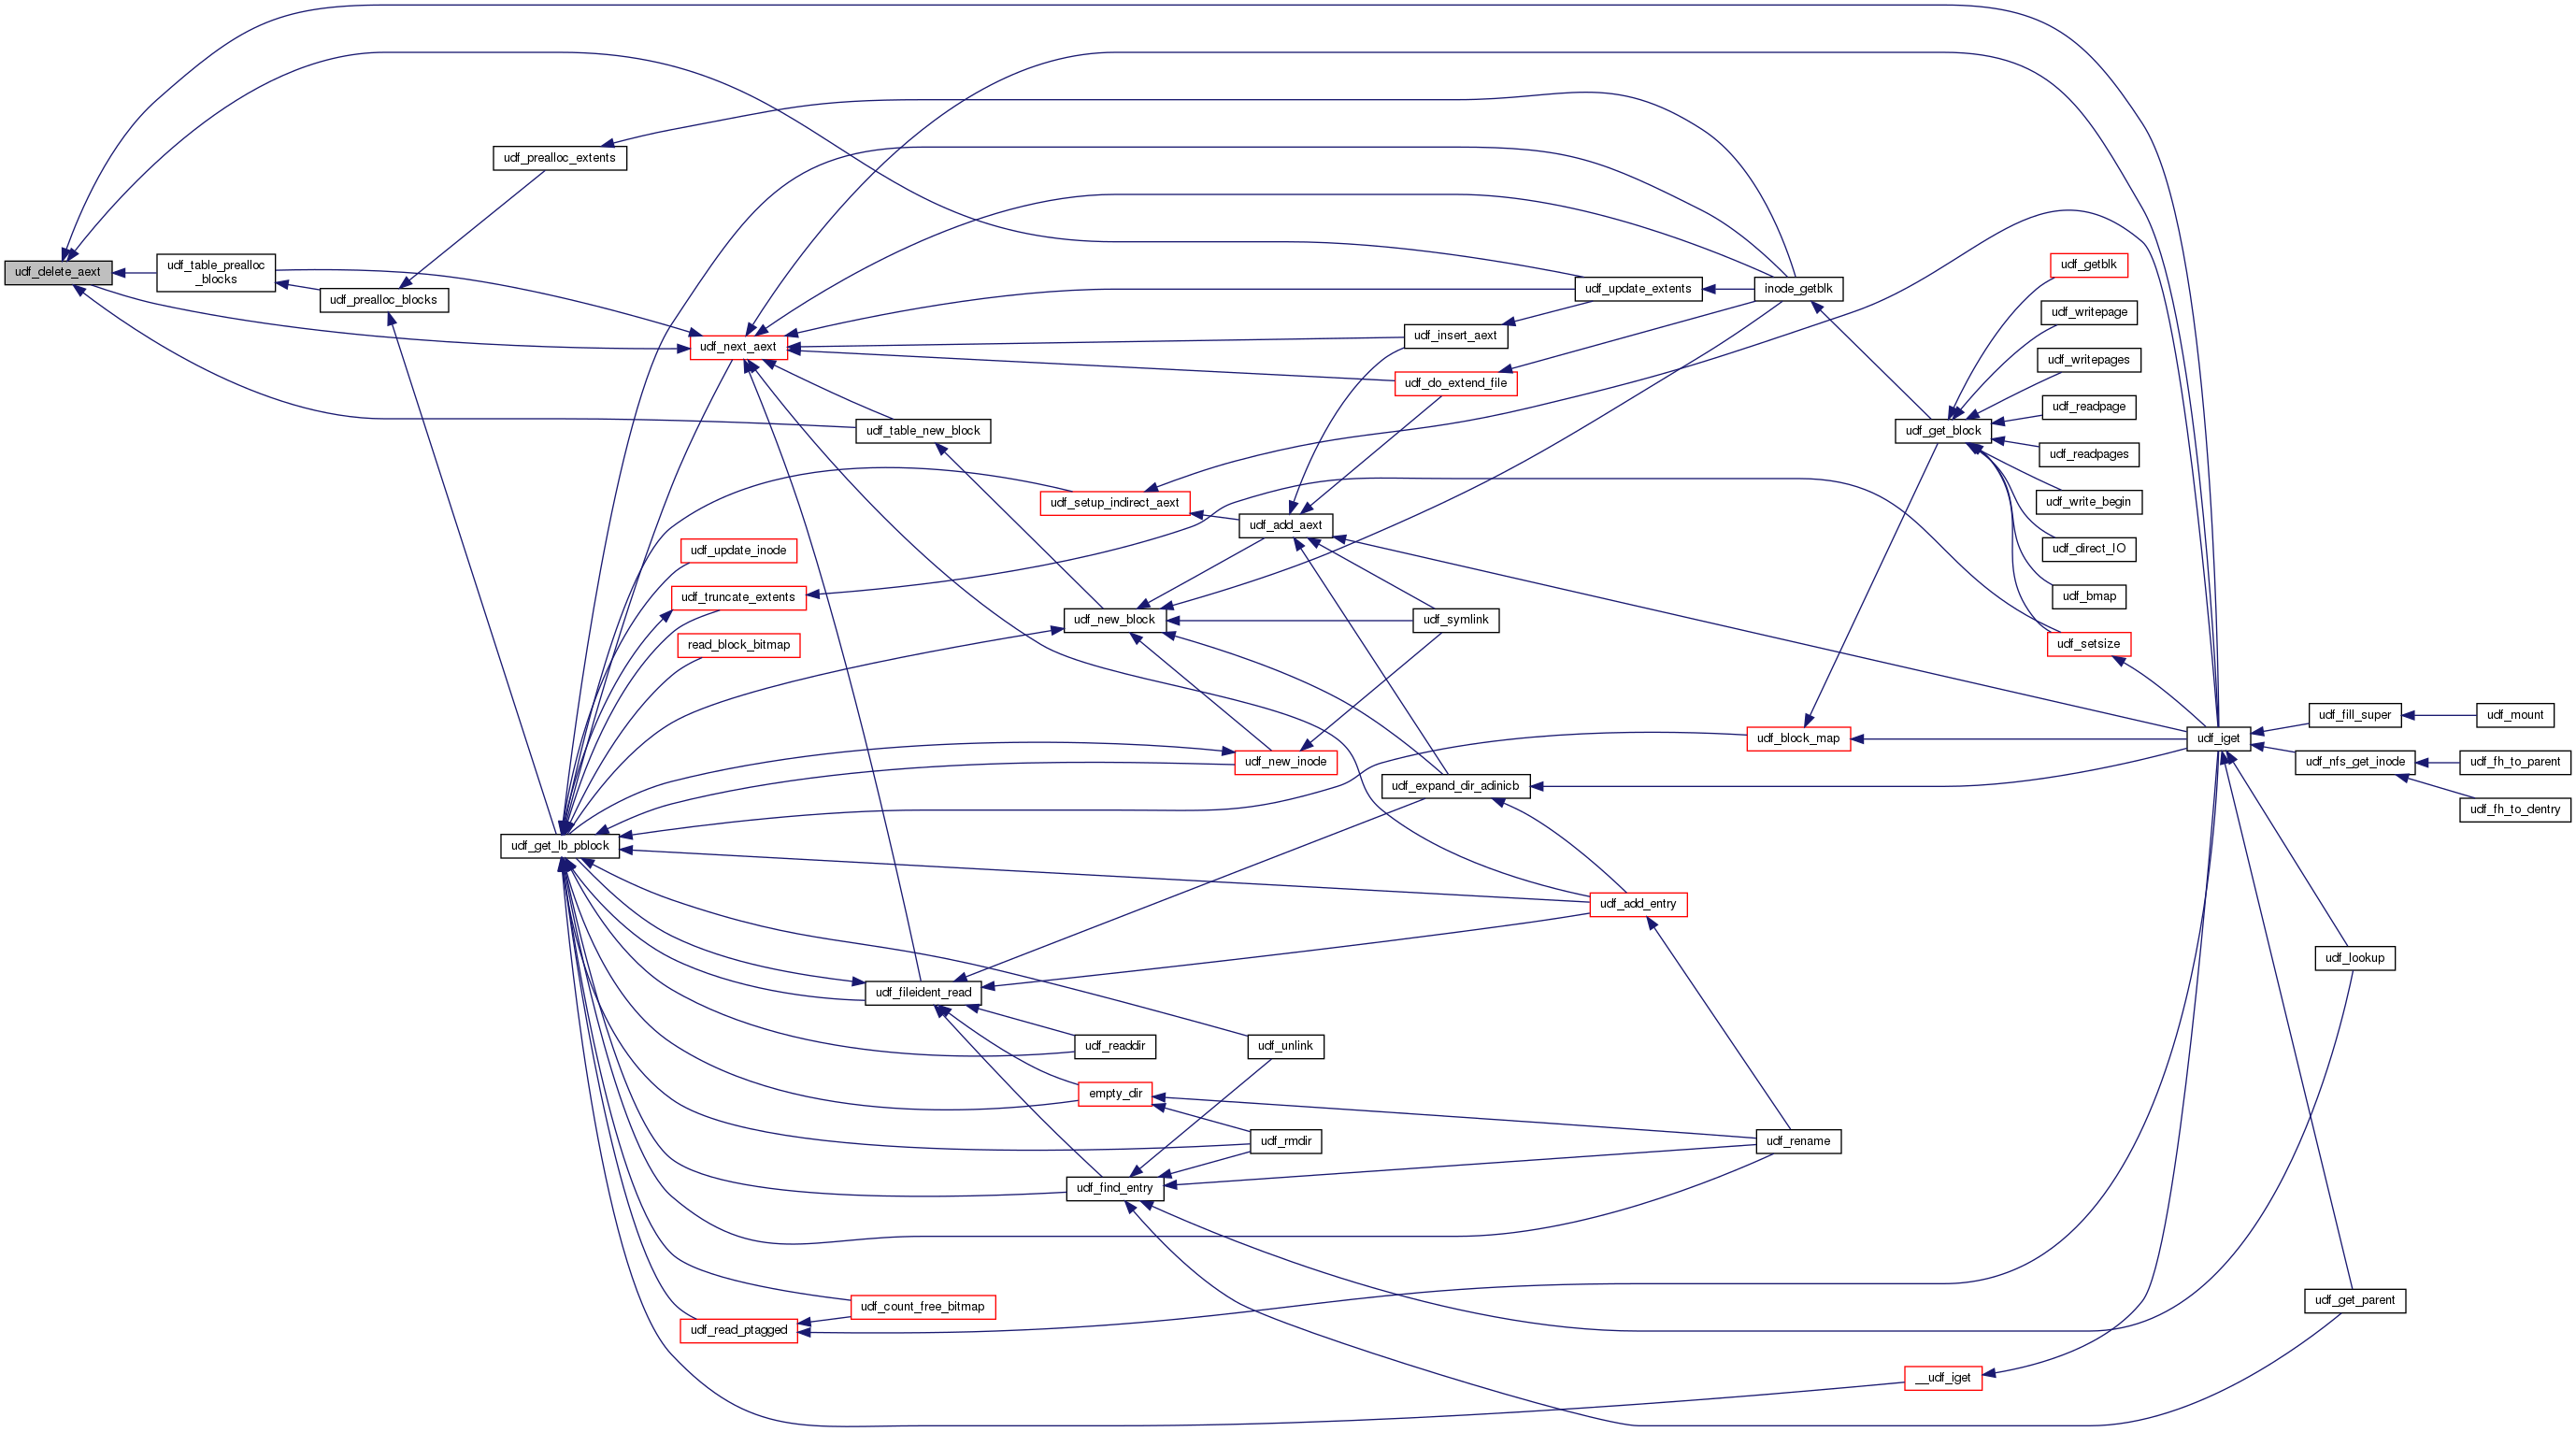 udf_delete_aext
udf_table_prealloc
_blocks
udf_prealloc_blocks
udf_prealloc_extents
udf_get_lb_pblock
udf_next_aext
udf_update_inode
udf_truncate_extents
read_block_bitmap
udf_read_ptagged
udf_table_new_block
udf_fileident_read
udf_count_free_bitmap
udf_setup_indirect_aext
udf_new_block
udf_readdir
empty_dir
udf_find_entry
udf_add_aext
udf_new_inode
udf_unlink
udf_rmdir
udf_insert_aext
udf_do_extend_file
udf_symlink
udf_expand_dir_adinicb
udf_update_extents
udf_add_entry
inode_getblk
udf_block_map
udf_rename
udf_get_block
__udf_iget
udf_getblk
udf_writepage
udf_writepages
udf_readpage
udf_readpages
udf_write_begin
udf_direct_IO
udf_bmap
udf_setsize
udf_iget
udf_fill_super
udf_nfs_get_inode
udf_lookup
udf_get_parent
udf_mount
udf_fh_to_parent
udf_fh_to_dentry